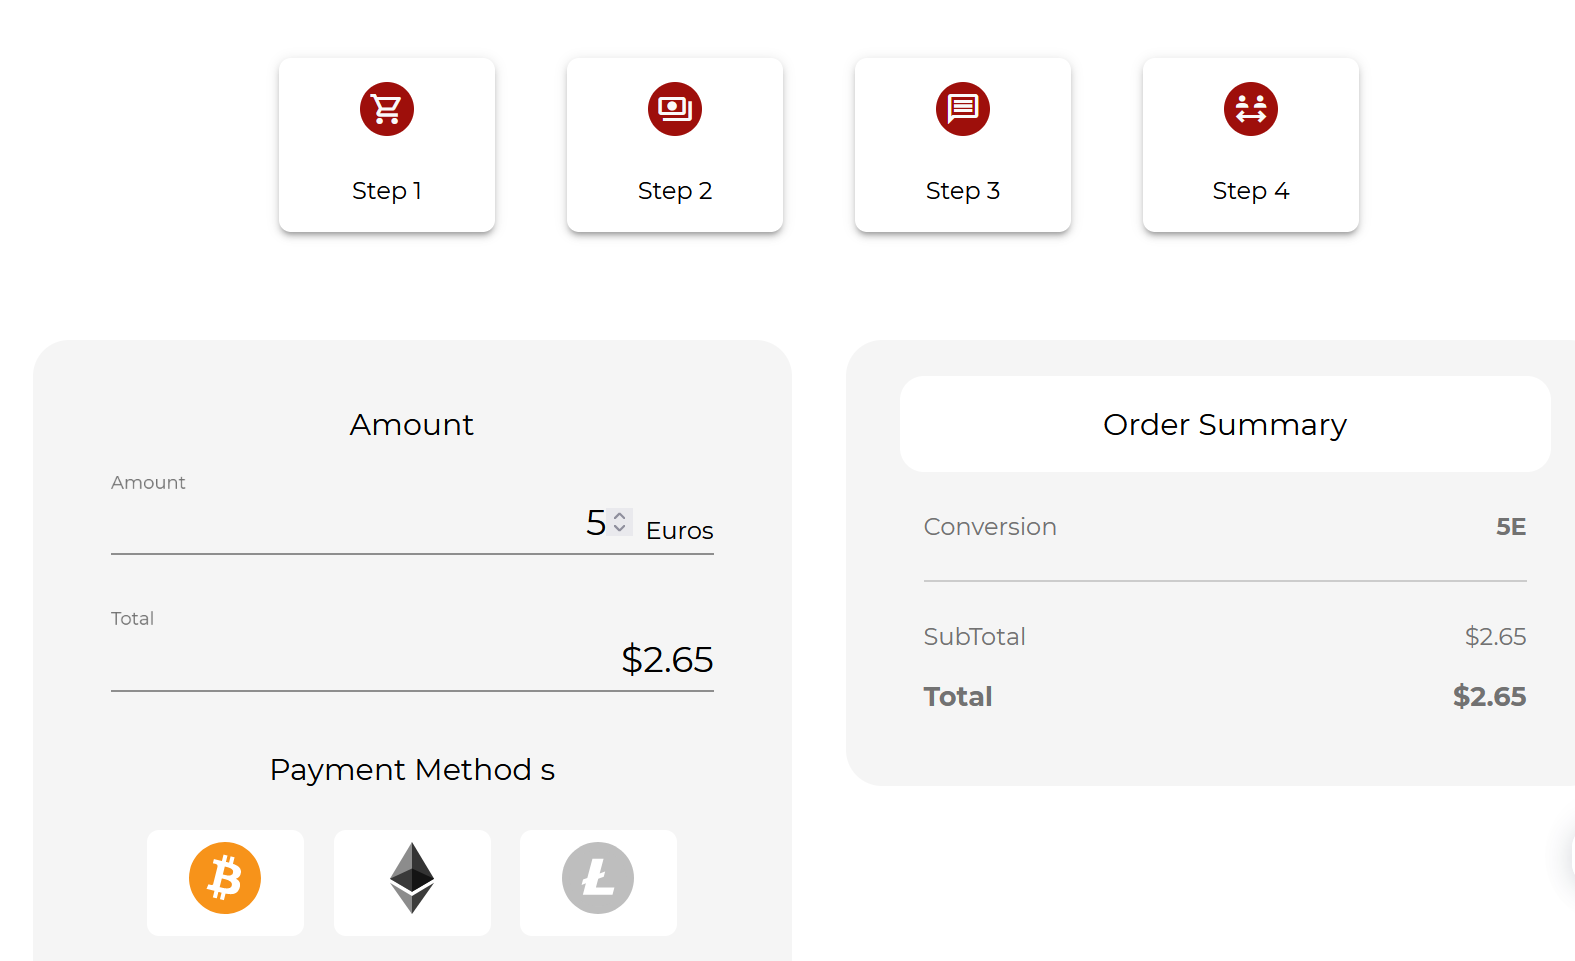 Step 1
Step 2
Step 3
Step 4
Amount
Amount
5 Euros
Total
$2.65
Payment Method s
Order Summary
Conversion 5E
SubTotal $2.65
Total $2.65